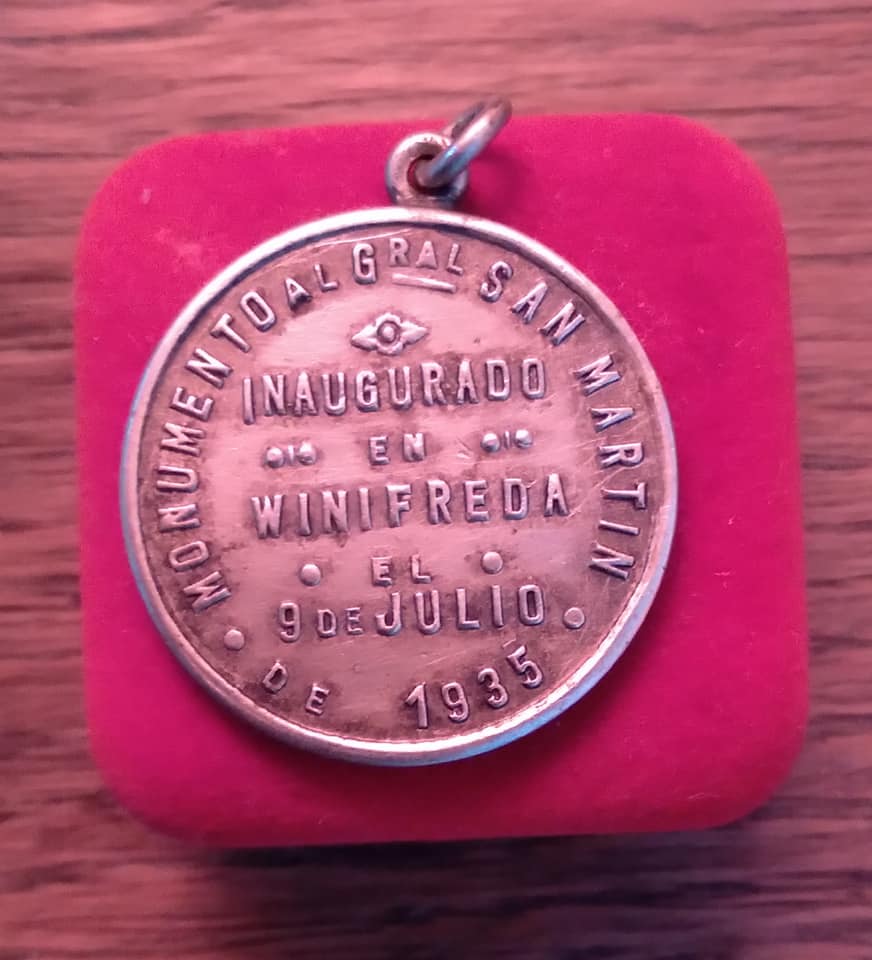 MONUMENTO AL GRAL SAN MARTIN
INAUGURADO
EN
WINIFREDA
EL
9 DE JULIO
DE 1935